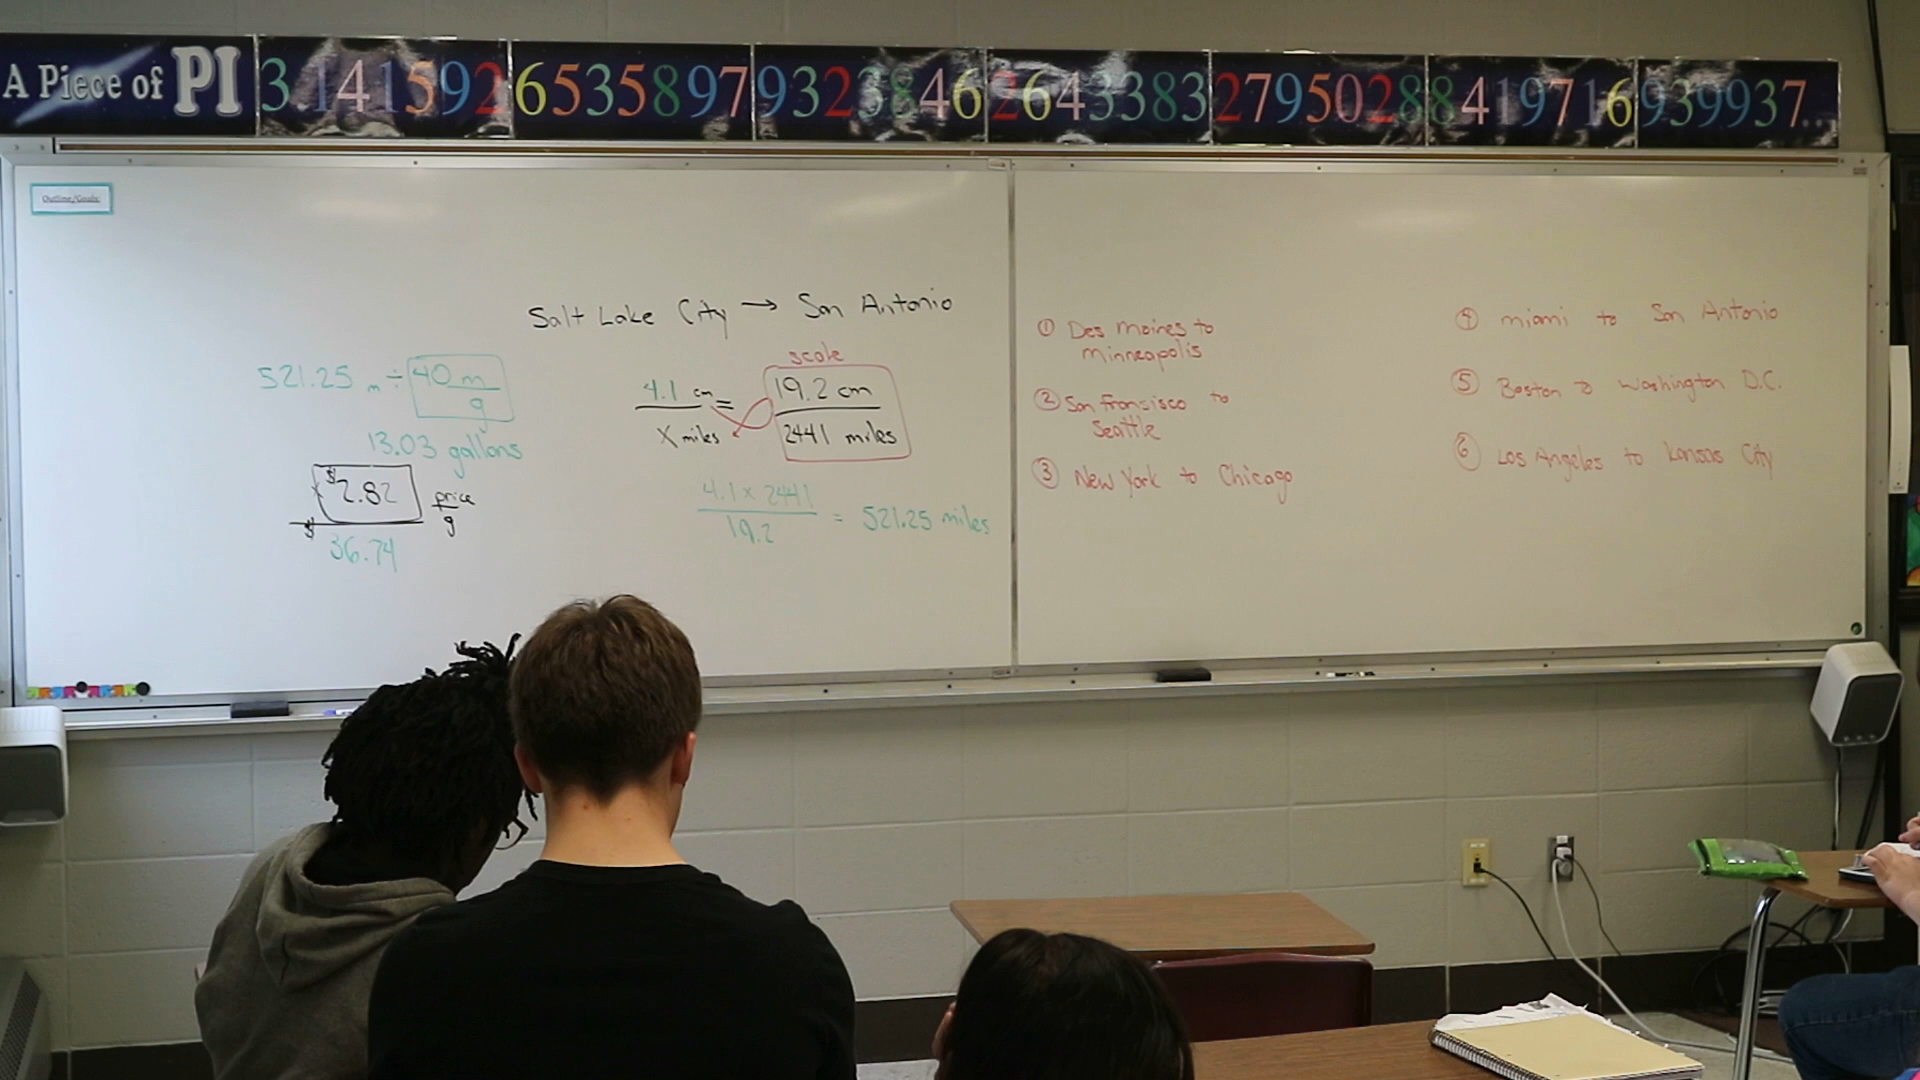 A Piece of PI 3.141592653589793238462643383279502884197169 39937...
Outline/Goals:
Salt Lake City → San Antonio
521.25 m ÷ 40 m/g
13.03 gallons
x $2.82 price/g
$36.74
scale
4.1 cm = 19.2 cm
X miles 2441 miles
4.1 x 2441
19.2 = 521.25 miles
① Des moines to
minneapolis
② San fransisco to
Seattle
③ New York to Chicago
④ miami to San Antonio
⑤ Boston to Washington D.C.
⑥ Los Angeles to Kansas City